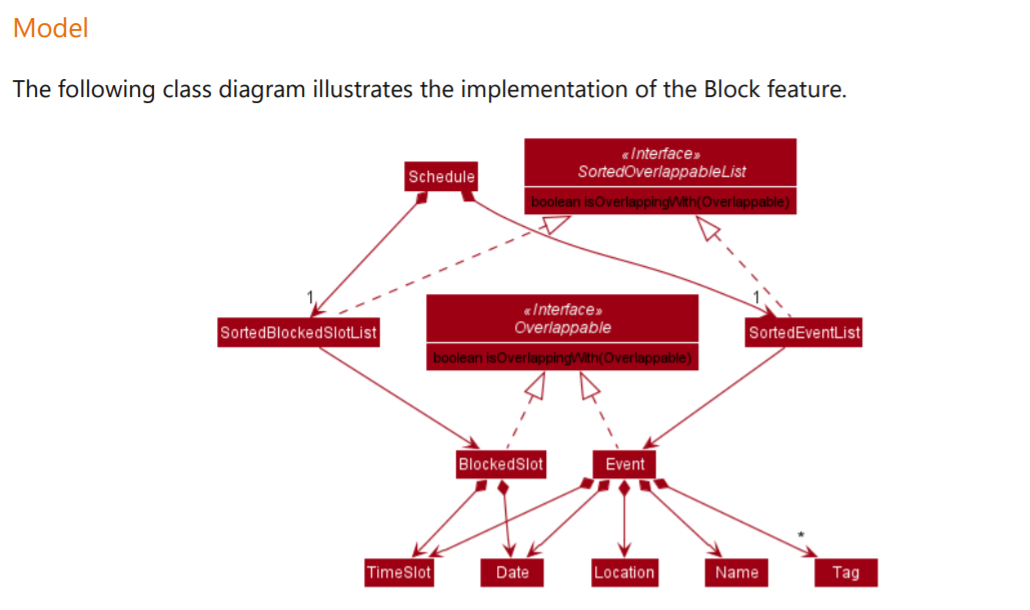 Model
The following class diagram illustrates the implementation of the Block feature.
«Interface»
SortedOverlappableList
boolean isOverlappingWith(Overlappable)
Schedule
1
1
SortedBlockedSlotList
«Interface»
Overlappable
boolean isOverlappingWith(Overlappable)
SortedEventList
BlockedSlot
Event
*
TimeSlot
Date
Location
Name
Tag